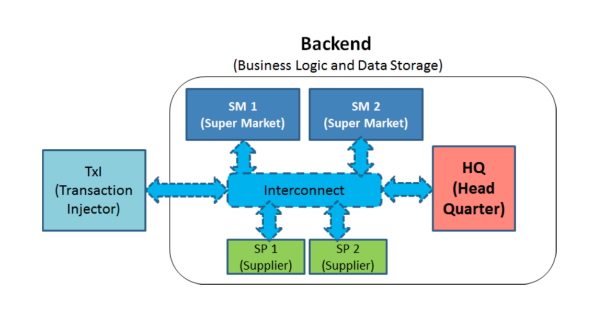 Backend
(Business Logic and Data Storage)
SM 1
(Super Market)
SM 2
(Super Market)
TxI
(Transaction
Injector)
Interconnect
HQ
(Head
Quarter)
SP 1
(Supplier)
SP 2
(Supplier)